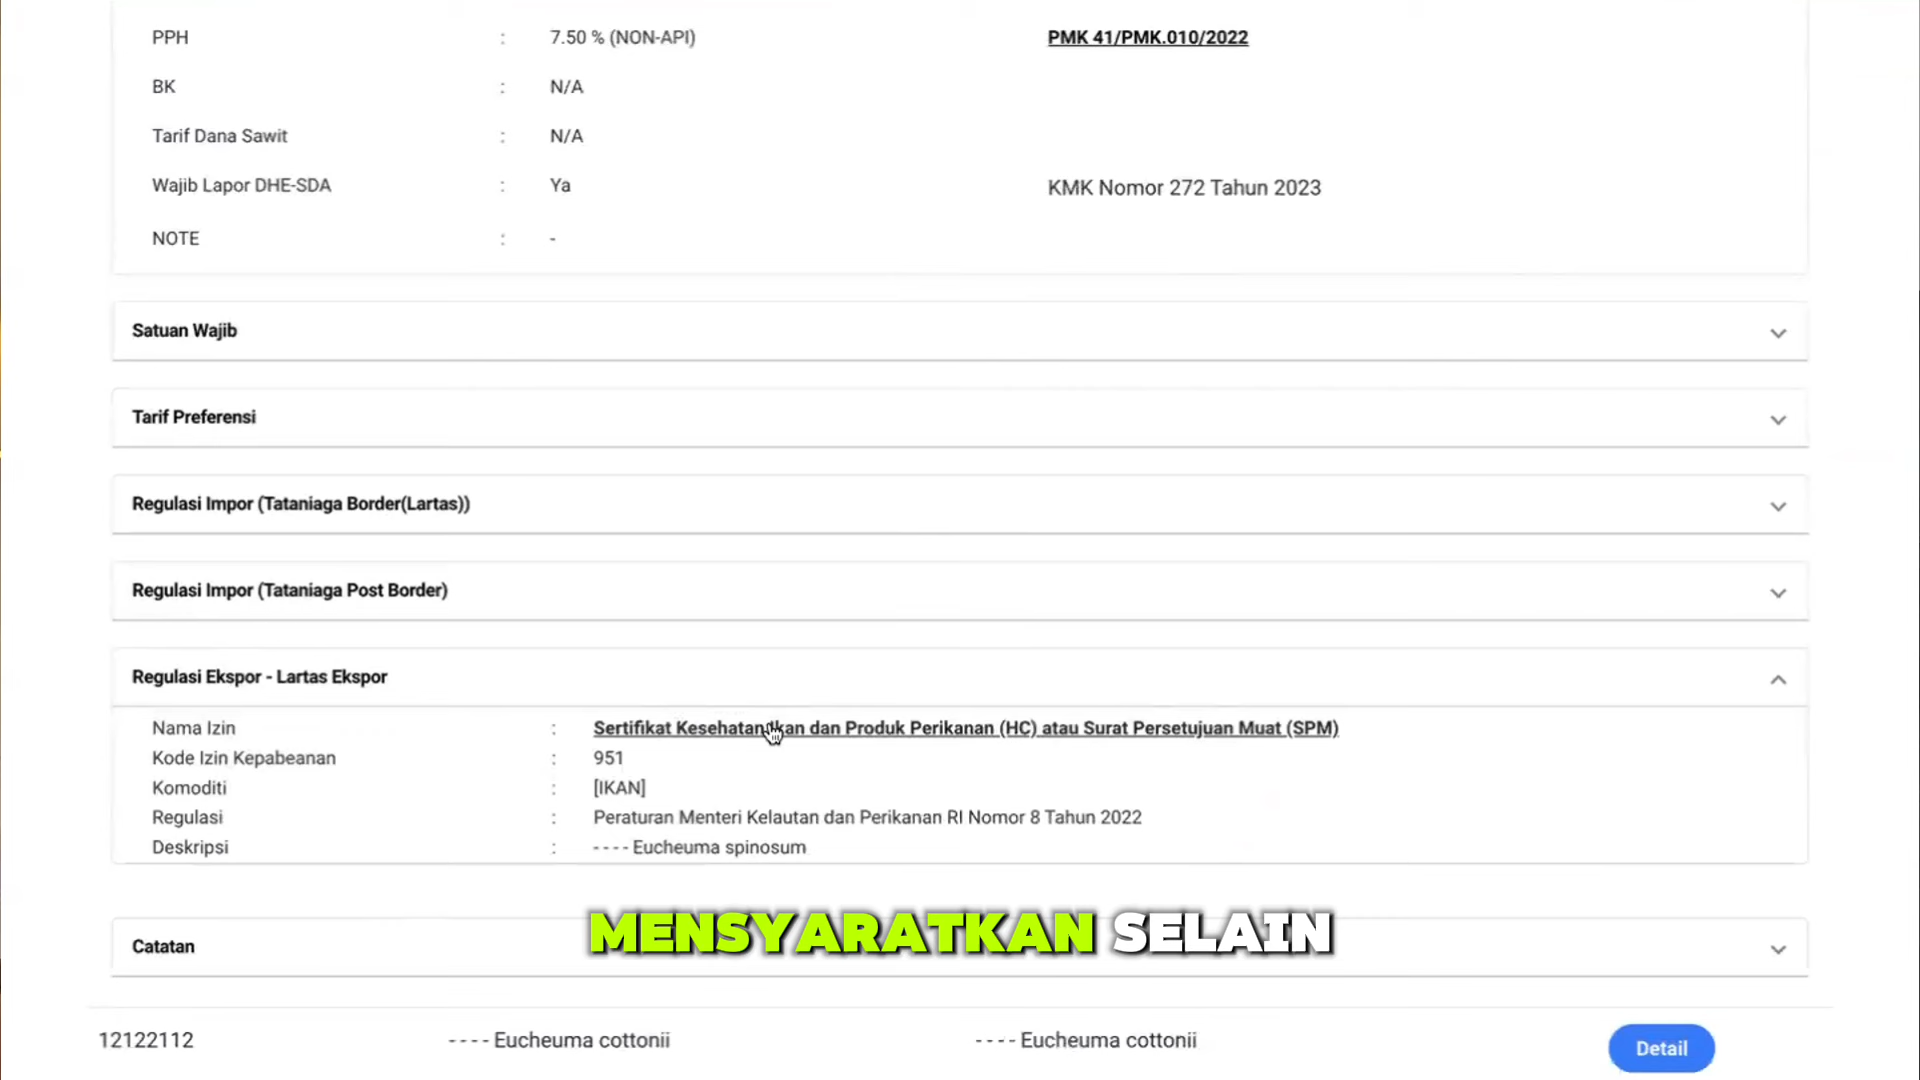 PPH : 7.50 % (NON-API) PMK 41/PMK.010/2022
BK : N/A
Tarif Dana Sawit : N/A
Wajib Lapor DHE-SDA : Ya KMK Nomor 272 Tahun 2023
NOTE : -
Satuan Wajib
Tarif Preferensi
Regulasi Impor (Tataniaga Border(Lartas))
Regulasi Impor (Tataniaga Post Border)
Regulasi Ekspor - Lartas Ekspor
Nama Izin : Sertifikat Kesehatan Ikan dan Produk Perikanan (HC) atau Surat Persetujuan Muat (SPM)
Kode Izin Kepabeanan : 951
Komoditi : [IKAN]
Regulasi : Peraturan Menteri Kelautan dan Perikanan RI Nomor 8 Tahun 2022
Deskripsi : - - - - Eucheuma spinosum
MENSYARATKAN SELAIN
Catatan
12122112 - - - - Eucheuma cottonii - - - - Eucheuma cottonii Detail